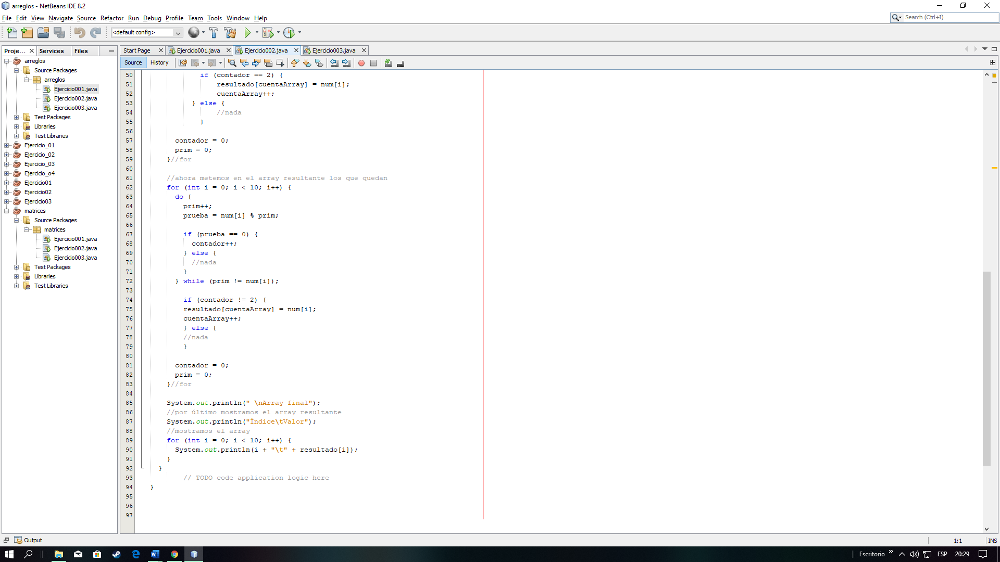 arreglos - NetBeans IDE 8.2
File Edit View Navigate Source Refactor Run Debug Profile Team Tools Window Help
Search (Ctrl+I)
<default config>
Proje... Services Files
Start Page Ejercicio001.java Ejercicio002.java Ejercicio003.java
Source History
arreglos
Source Packages
arreglos
Ejercicio001.java
Ejercicio002.java
Ejercicio003.java
Test Packages
Libraries
Test Libraries
Ejercicio_01
Ejercicio_02
Ejercicio_03
Ejercicio_o4
Ejercicio01
Ejercicio02
Ejercicio03
matrices
Source Packages
matrices
Ejercicio001.java
Ejercicio002.java
Ejercicio003.java
Test Packages
Libraries
Test Libraries
50 if (contador == 2) {
51 resultado[cuentaArray] = num[i];
52 cuentaArray++;
53 } else {
54 //nada
55 }
56
57 contador = 0;
58 prim = 0;
59 }//for
60
61 //ahora metemos en el array resultante los que quedan
62 for (int i = 0; i < 10; i++) {
63 do {
64 prim++;
65 prueba = num[i] % prim;
66
67 if (prueba == 0) {
68 contador++;
69 } else {
70 //nada
71 }
72 } while (prim != num[i]);
73
74 if (contador != 2) {
75 resultado[cuentaArray] = num[i];
76 cuentaArray++;
77 } else {
78 //nada
79 }
80
81 contador = 0;
82 prim = 0;
83 }//for
84
85 System.out.println(" \nArray final");
86 //por último mostramos el array resultante
87 System.out.println("Índice\tValor");
88 //mostramos el array
89 for (int i = 0; i < 10; i++) {
90 System.out.println(i + "\t" + resultado[i]);
91 }
92 }
93 // TODO code application logic here
94 }
95
96
97
Output
1:1 INS
Escritorio ESP 20:29